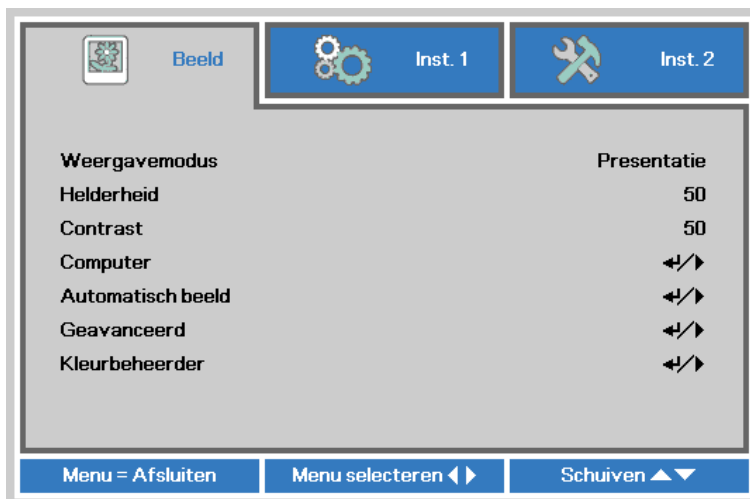 Beeld Inst. 1 Inst. 2
Weergavemodus Presentatie
Helderheid 50
Contrast 50
Computer ↵/▶
Automatisch beeld ↵/▶
Geavanceerd ↵/▶
Kleurbeheerder ↵/▶
Menu = Afsluiten Menu selecteren ◀ ▶ Schuiven ▲▼